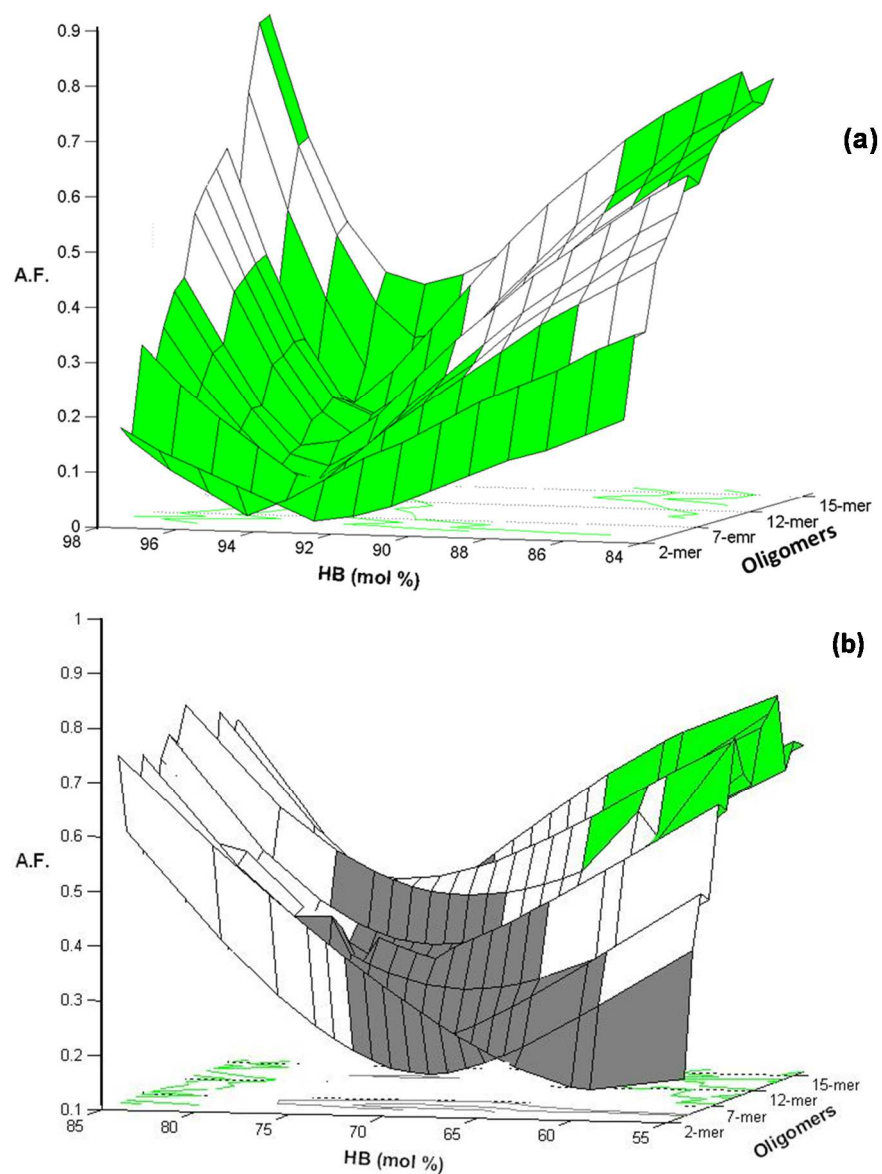 0.9
0.8
(a)
0.7
0.6
0.5
A.F.
0.4
0.3
0.2
0.1
0
98 96 94 92 90 88 86 84
2-mer 7-emr 12-mer 15-mer
HB (mol %)
Oligomers
1
(b)
0.9
0.8
0.7
0.6
A.F.
0.5
0.4
0.3
0.2
0.1
85 80 75 70 65 60 55
2-mer 7-mer 12-mer 15-mer
HB (mol %)
Oligomers